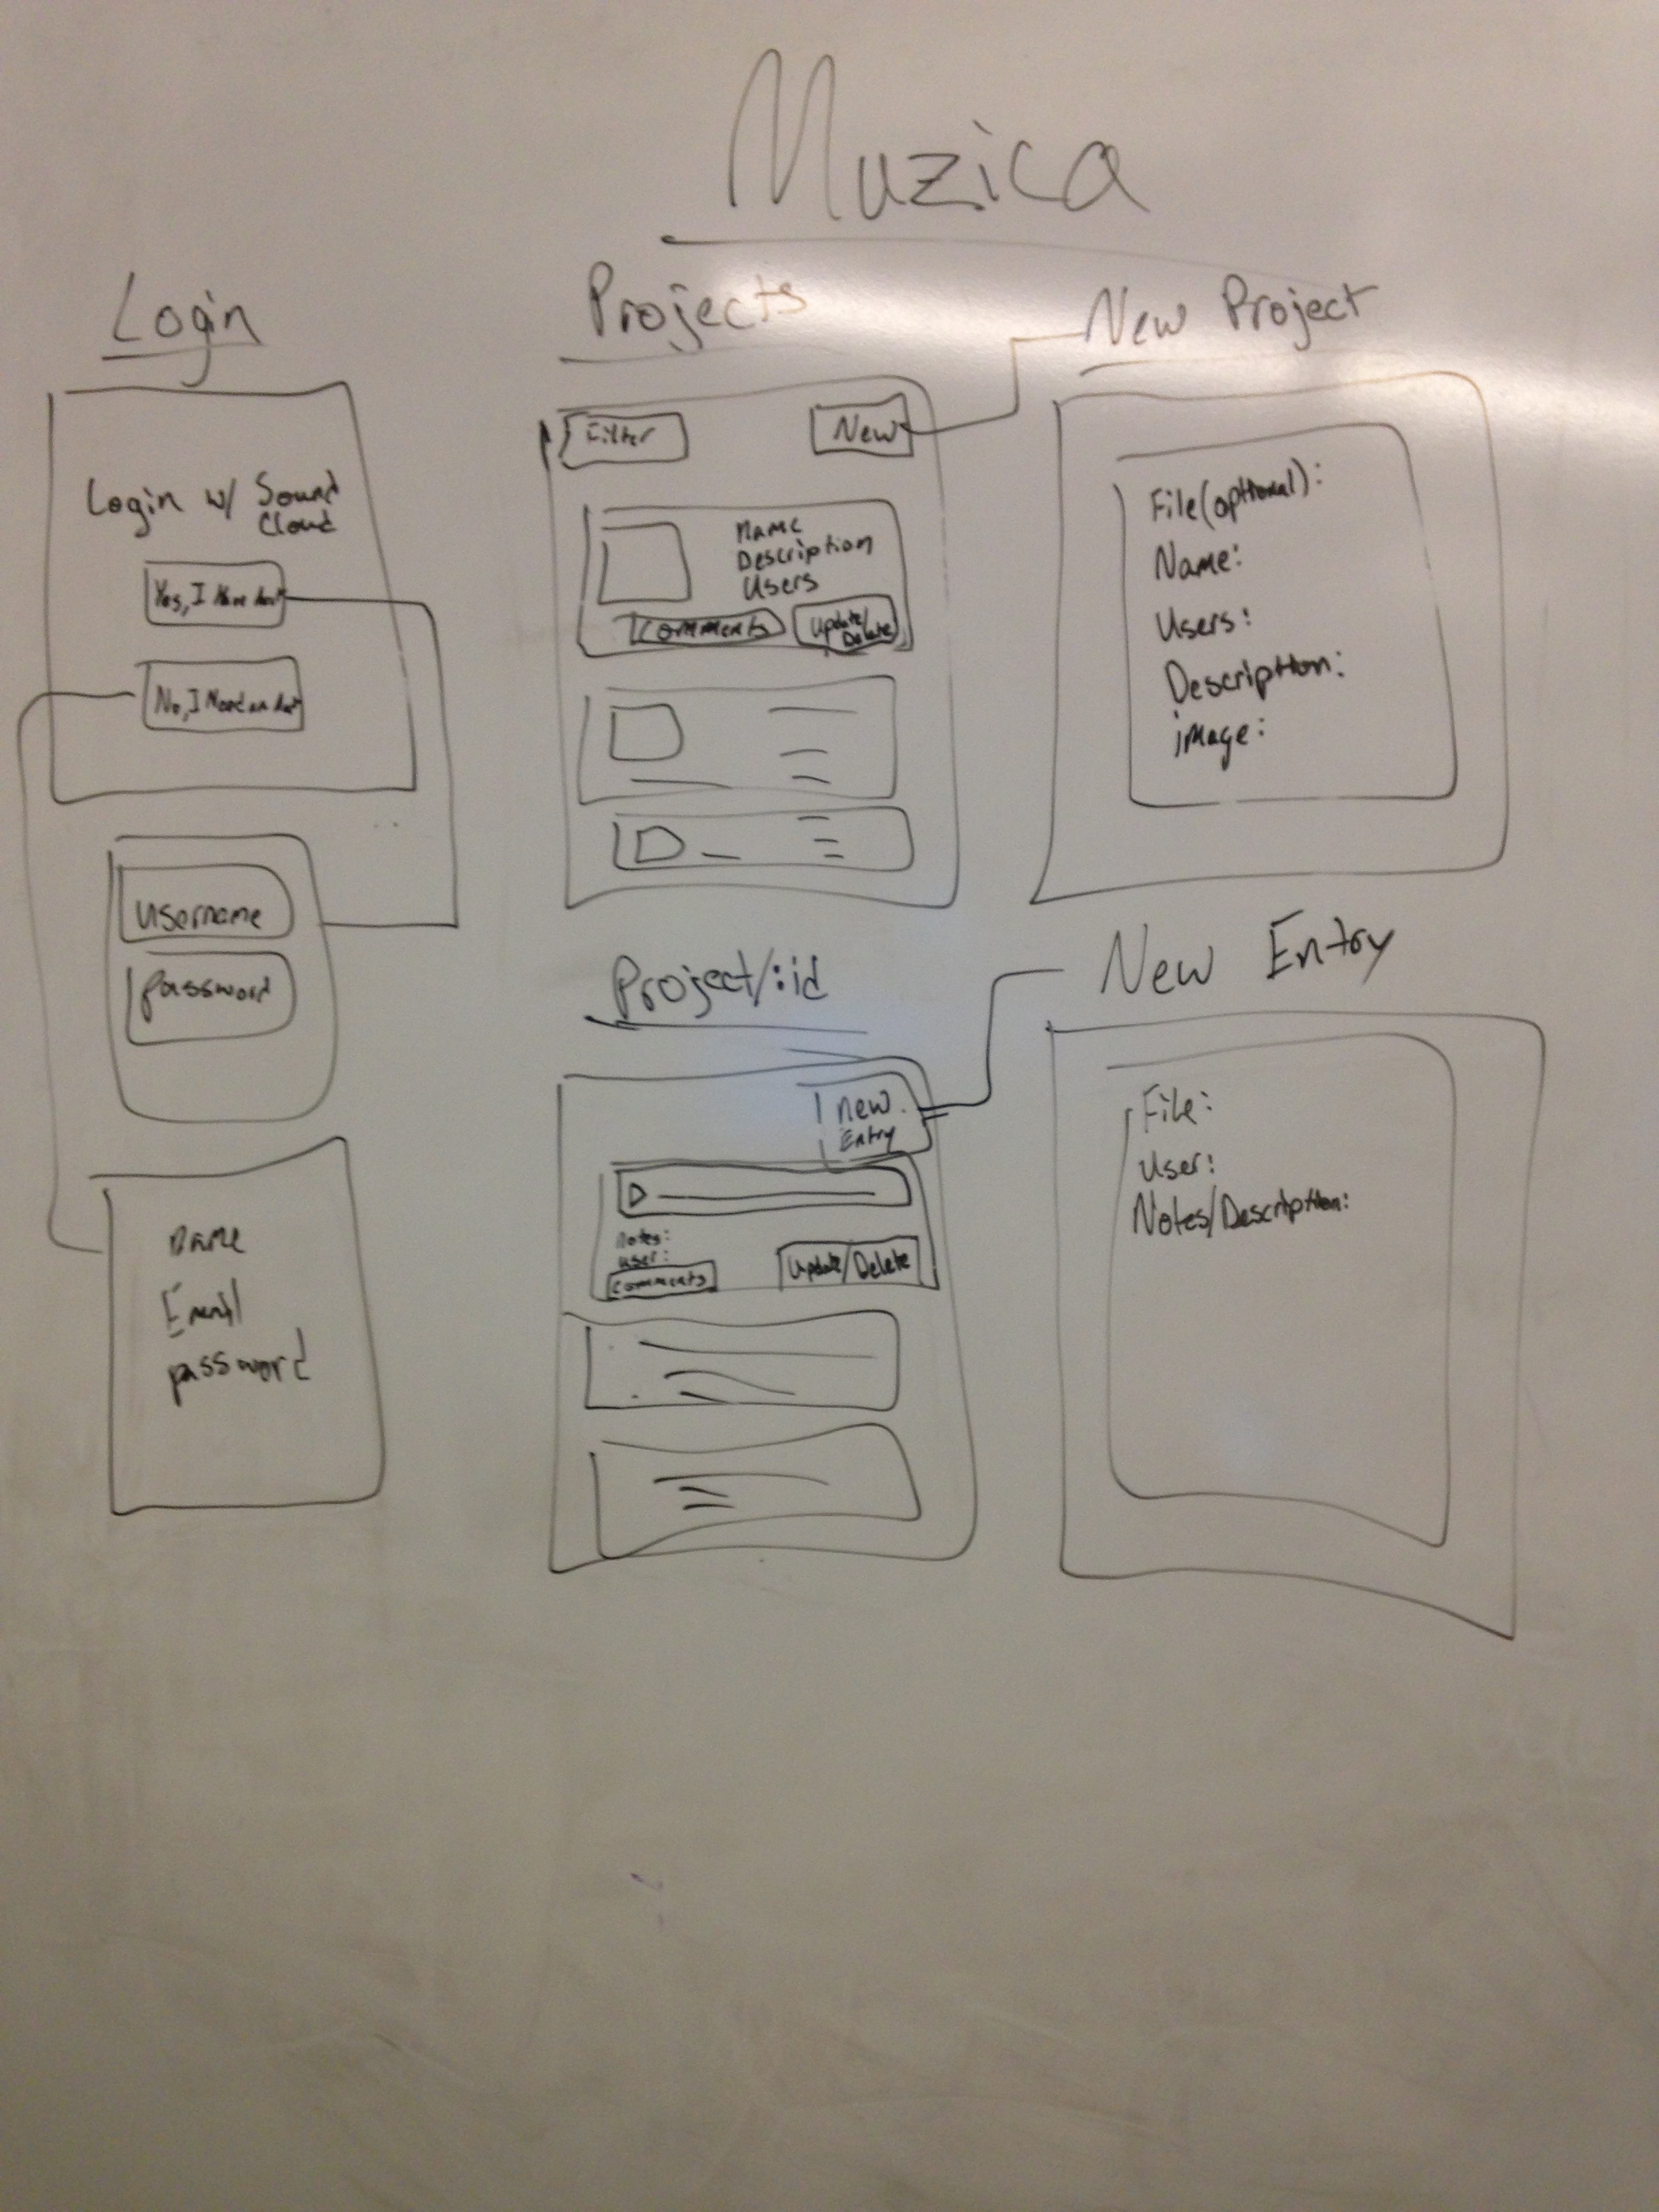 Muzica
Login
Login w/ Sound
Cloud
Yes, I Have
No, I Need an
username
password
name
Email
password
Projects
Filter
New
Name
Description
Users
Comments
Update/
Delete
New Project
File(optional):
Name:
Users:
Description:
image:
Project/:id
New
Entry
Notes:
User:
Comments
Update/Delete
New Entry
File:
User:
Notes/Description: